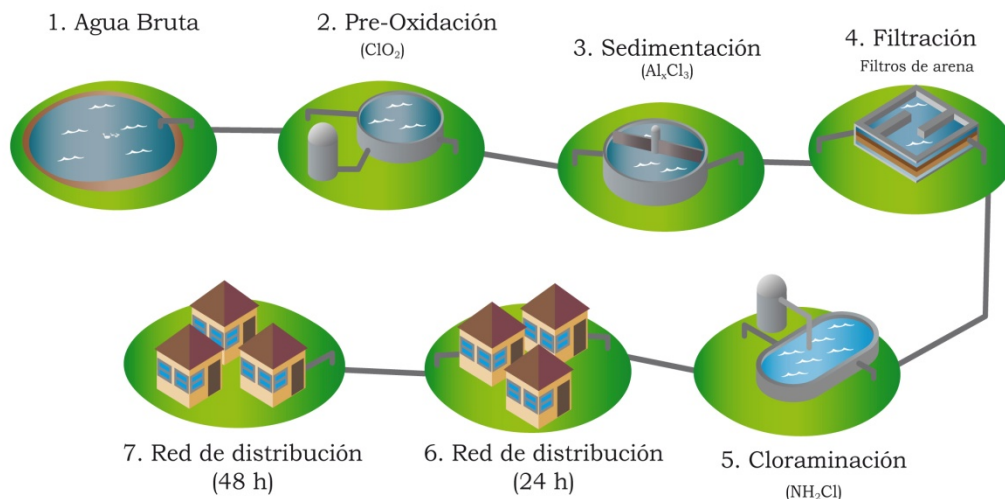 1. Agua Bruta
2. Pre-Oxidación
(ClO₂)
3. Sedimentación
(AlₓCl₃)
4. Filtración
Filtros de arena
5. Cloraminación
(NH₂Cl)
6. Red de distribución
(24 h)
7. Red de distribución
(48 h)